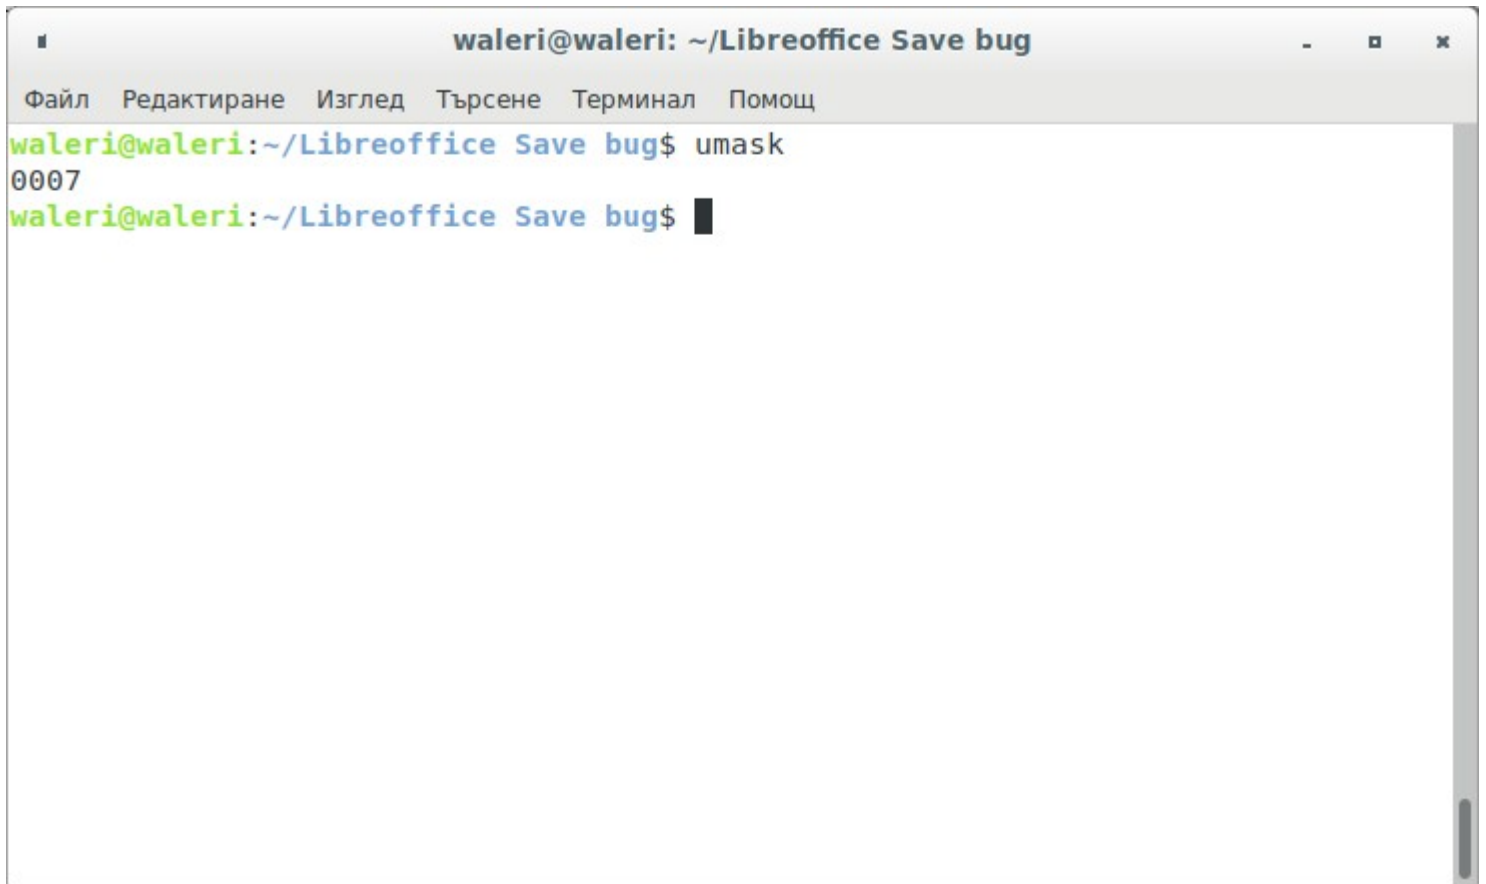 waleri@waleri: ~/Libreoffice Save bug
Файл Редактиране Изглед Търсене Терминал Помощ
waleri@waleri:~/Libreoffice Save bug$ umask
0007
waleri@waleri:~/Libreoffice Save bug$